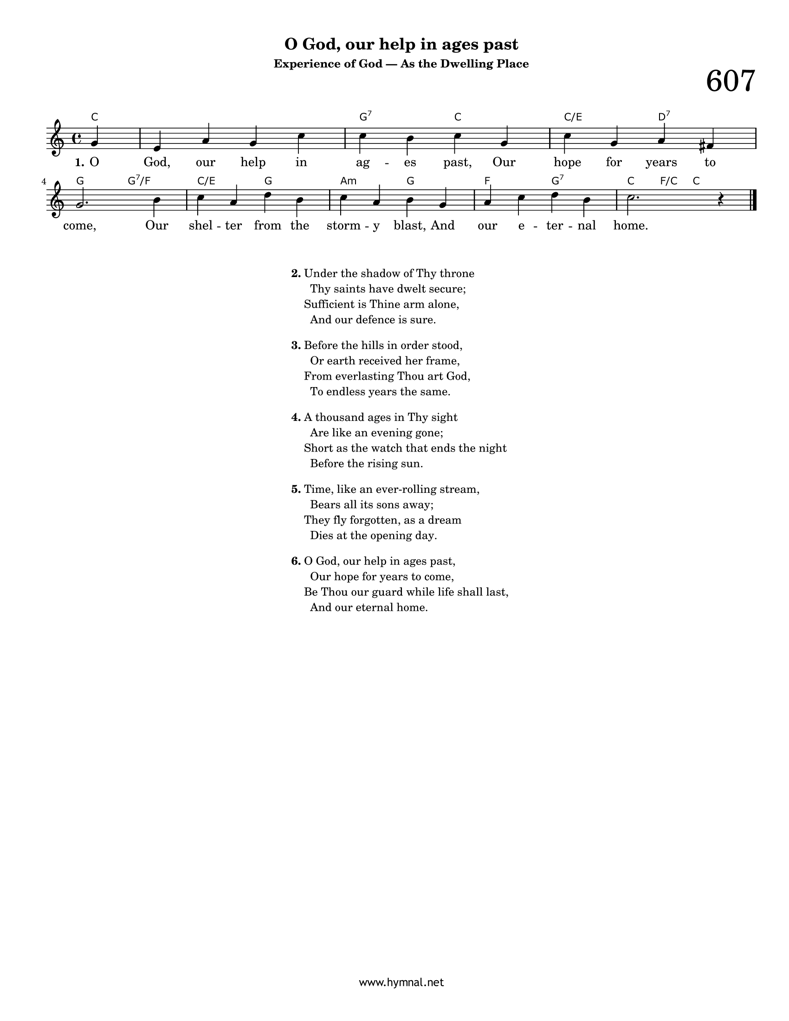 O God, our help in ages past
Experience of God — As the Dwelling Place
607
C G7 C C/E D7
1. O God, our help in ag - es past, Our hope for years to
4 G G7/F C/E G Am G F G7 C F/C C
come, Our shel - ter from the storm - y blast, And our e - ter - nal home.
2. Under the shadow of Thy throne
Thy saints have dwelt secure;
Sufficient is Thine arm alone,
And our defence is sure.
3. Before the hills in order stood,
Or earth received her frame,
From everlasting Thou art God,
To endless years the same.
4. A thousand ages in Thy sight
Are like an evening gone;
Short as the watch that ends the night
Before the rising sun.
5. Time, like an ever-rolling stream,
Bears all its sons away;
They fly forgotten, as a dream
Dies at the opening day.
6. O God, our help in ages past,
Our hope for years to come,
Be Thou our guard while life shall last,
And our eternal home.
www.hymnal.net